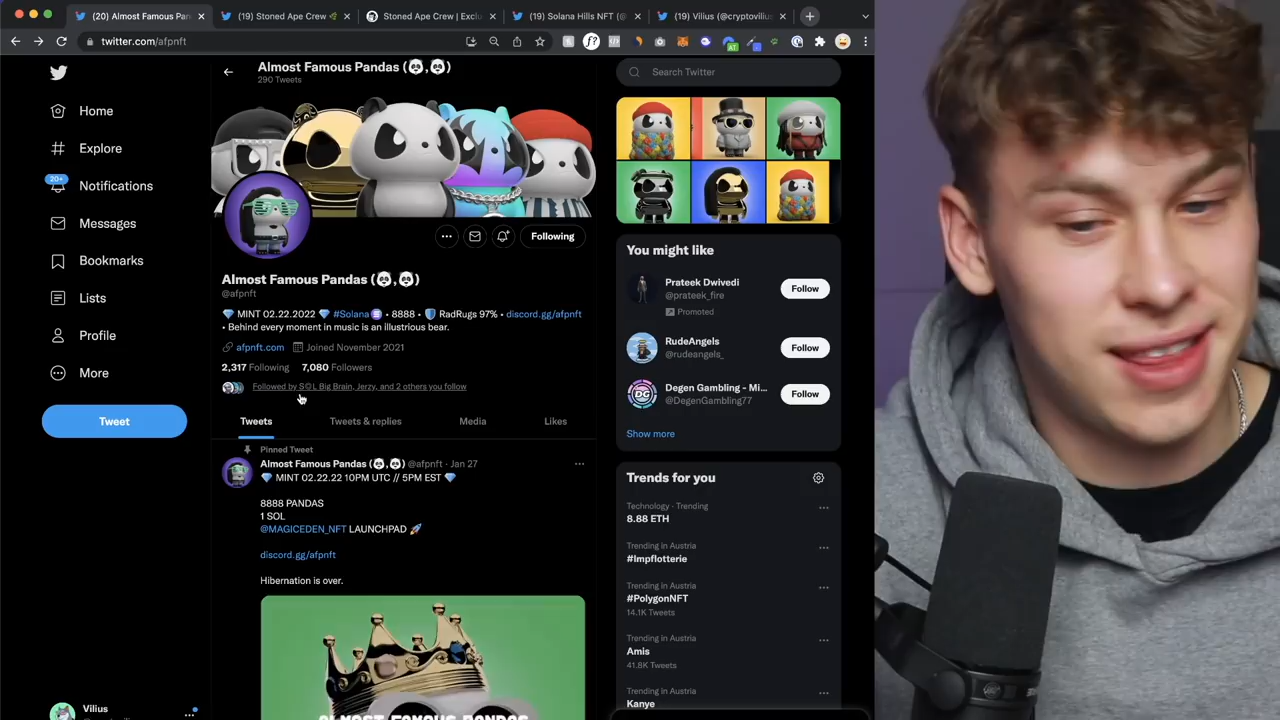 (20) Almost Famous Pan
(19) Stoned Ape Crew
Stoned Ape Crew | Exclu
(19) Solana Hills NFT (@
(19) Vilius (@cryptovilius
twitter.com/afpnft
Almost Famous Pandas
290 Tweets
Search Twitter
Home
Explore
20+
Notifications
Messages
Bookmarks
Lists
Profile
More
Tweet
Following
Almost Famous Pandas
@afpnft
💎 MINT 02.22.2022 💎 #Solana • 8888 • RadRugs 97% • discord.gg/afpnft
• Behind every moment in music is an illustrious bear.
afpnft.com Joined November 2021
2,317 Following 7,080 Followers
Followed by S◎L Big Brain, Jerzy, and 2 others you follow
Tweets Tweets & replies Media Likes
Pinned Tweet
Almost Famous Pandas (🐼,🐼) @afpnft · Jan 27
💎 MINT 02.22.22 10PM UTC // 5PM EST 💎
8888 PANDAS
1 SOL
@MAGICEDEN_NFT LAUNCHPAD 🚀
discord.gg/afpnft
Hibernation is over.
ALMOST FAMOUS PANDAS
You might like
Prateek Dwivedi
@prateek_fire
Promoted
Follow
RudeAngels
@rudeangels_
Follow
Degen Gambling - Mi...
@DegenGambling77
Follow
Show more
Trends for you
Technology · Trending
8.88 ETH
Trending in Austria
#Impflotterie
Trending in Austria
#PolygonNFT
14.1K Tweets
Trending in Austria
Amis
41.8K Tweets
Trending in Austria
Kanye
Vilius